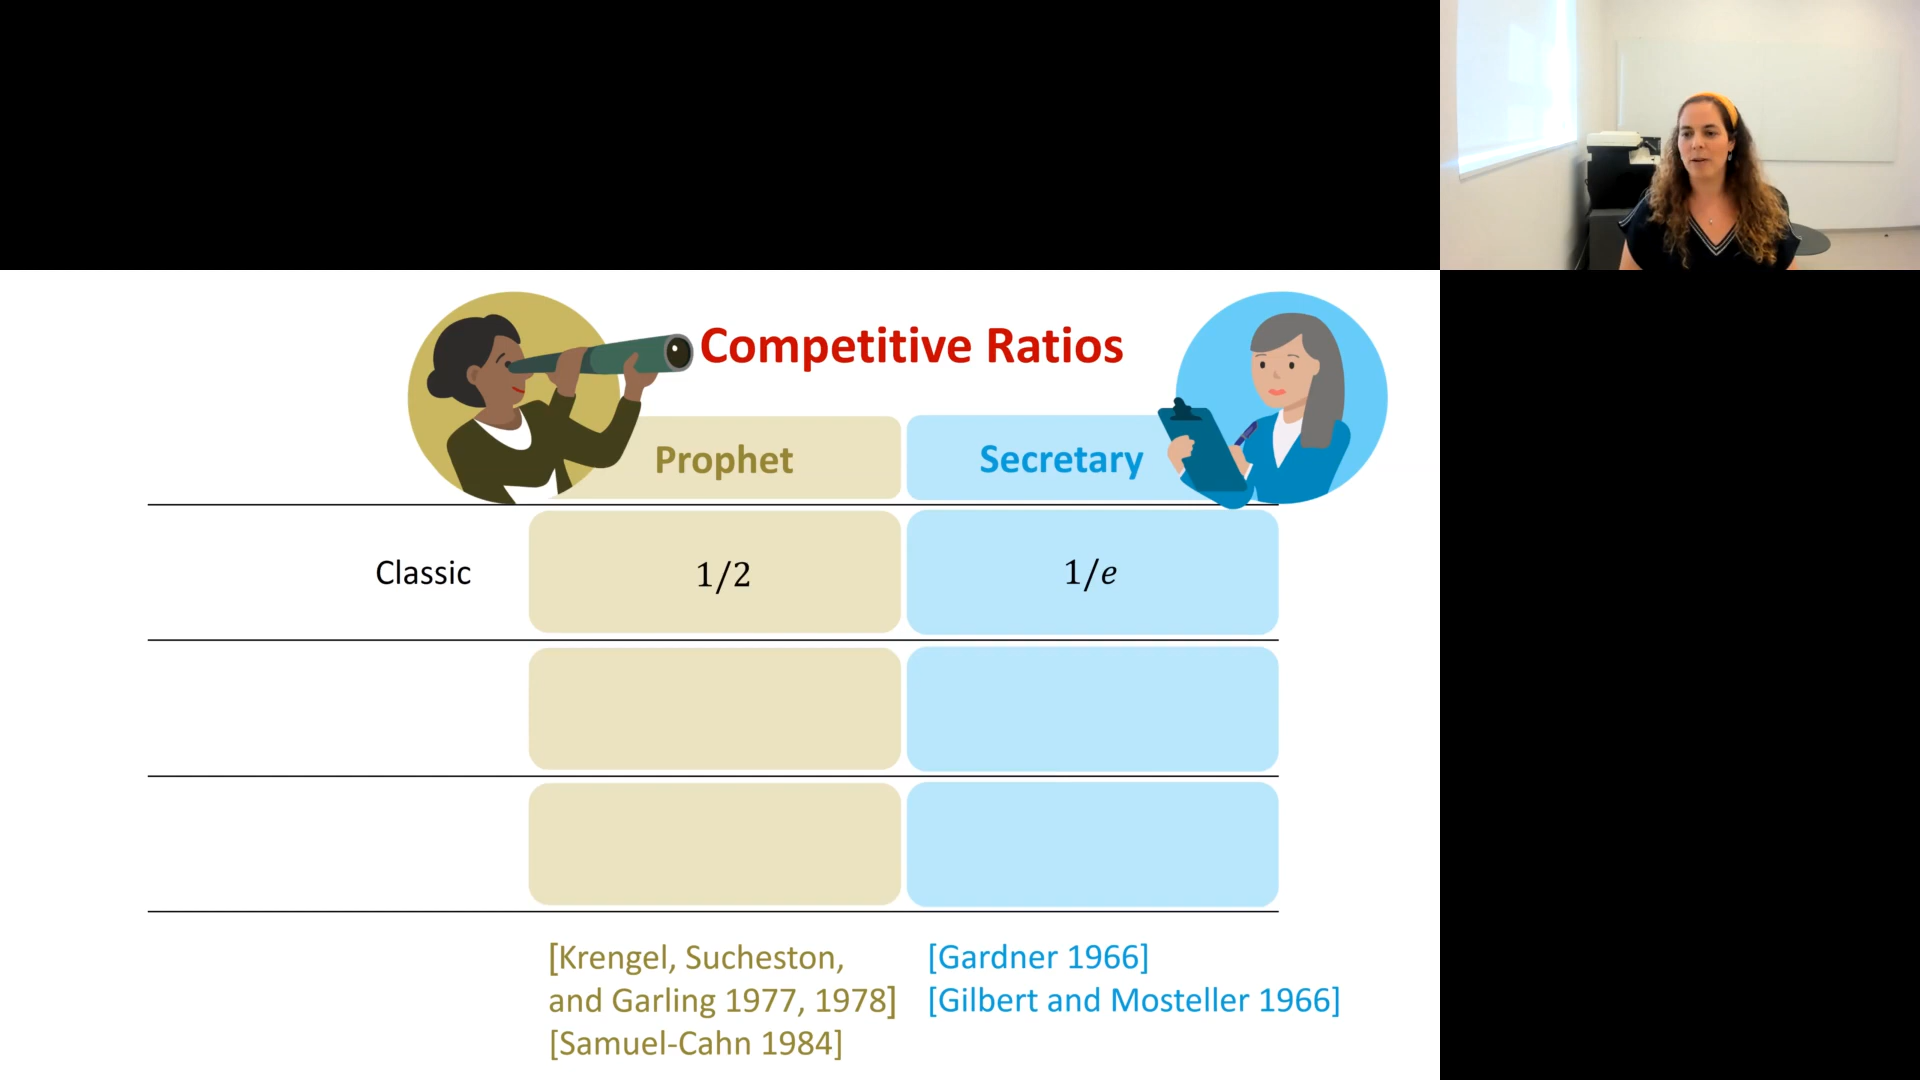 Competitive Ratios
Prophet
Secretary
Classic
1/2
1/e
[Krengel, Sucheston,
and Garling 1977, 1978]
[Samuel-Cahn 1984]
[Gardner 1966]
[Gilbert and Mosteller 1966]